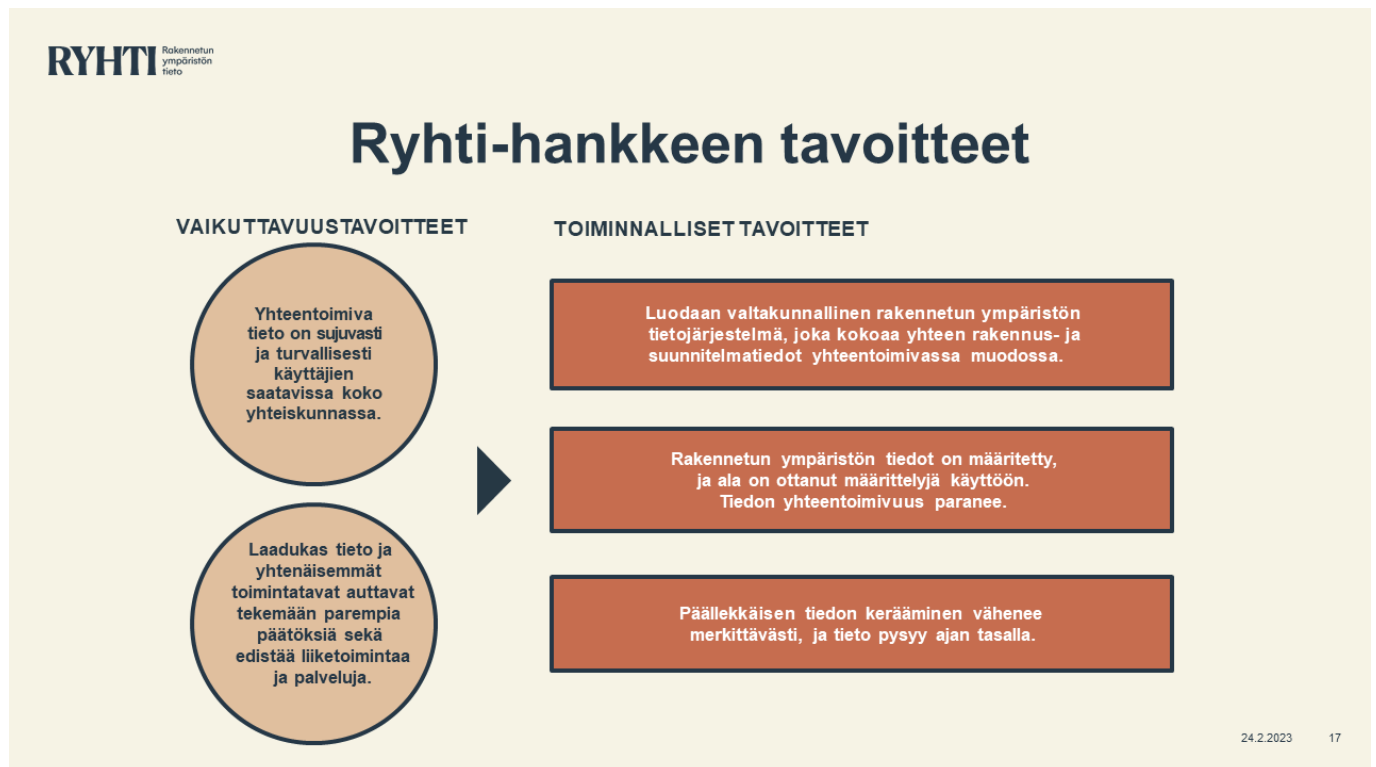 RYHTI
Rakennetun
ympäristön
tieto
Ryhti-hankkeen tavoitteet
VAIKUTTAVUUSTAVOITTEET
Yhteentoimiva
tieto on sujuvasti
ja turvallisesti
käyttäjien
saatavissa koko
yhteiskunnassa.
Laadukas tieto ja
yhtenäisemmät
toimintatavat auttavat
tekemään parempia
päätöksiä sekä
edistää liiketoimintaa
ja palveluja.
TOIMINNALLISET TAVOITTEET
Luodaan valtakunnallinen rakennetun ympäristön
tietojärjestelmä, joka kokoaa yhteen rakennus- ja
suunnitelmatiedot yhteentoimivassa muodossa.
Rakennetun ympäristön tiedot on määritetty,
ja ala on ottanut määrittelyjä käyttöön.
Tiedon yhteentoimivuus paranee.
Päällekkäisen tiedon kerääminen vähenee
merkittävästi, ja tieto pysyy ajan tasalla.
24.2.2023
17